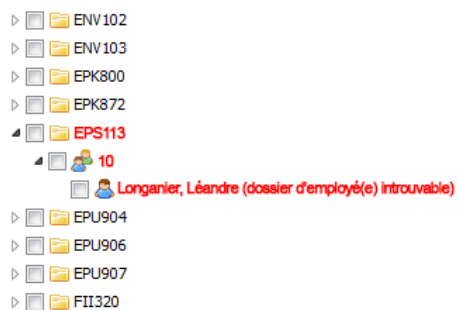 ENV102
ENV103
EPK800
EPK872
EPS113
10
Longanier, Léandre (dossier d'employé(e) introuvable)
EPU904
EPU906
EPU907
FII320